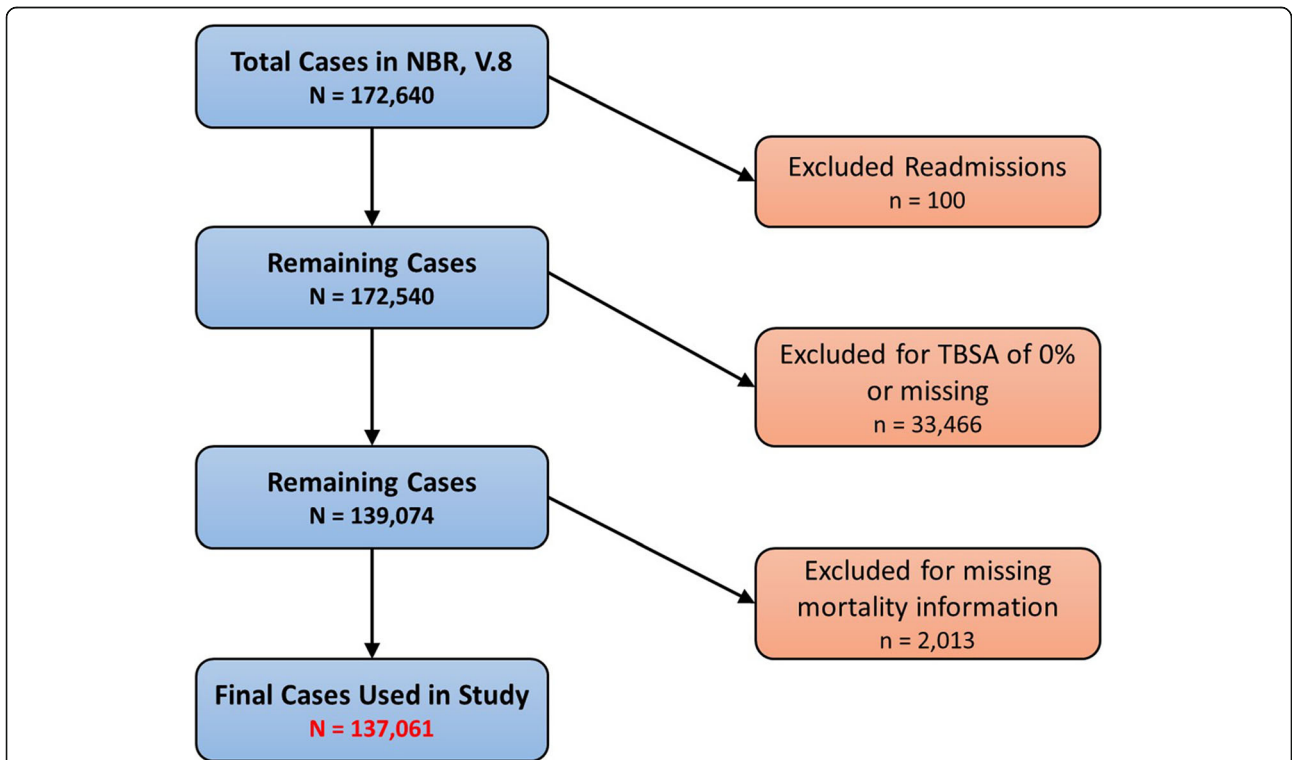 Total Cases in NBR, V.8
N = 172,640
Excluded Readmissions
n = 100
Remaining Cases
N = 172,540
Excluded for TBSA of 0%
or missing
n = 33,466
Remaining Cases
N = 139,074
Excluded for missing
mortality information
n = 2,013
Final Cases Used in Study
N = 137,061